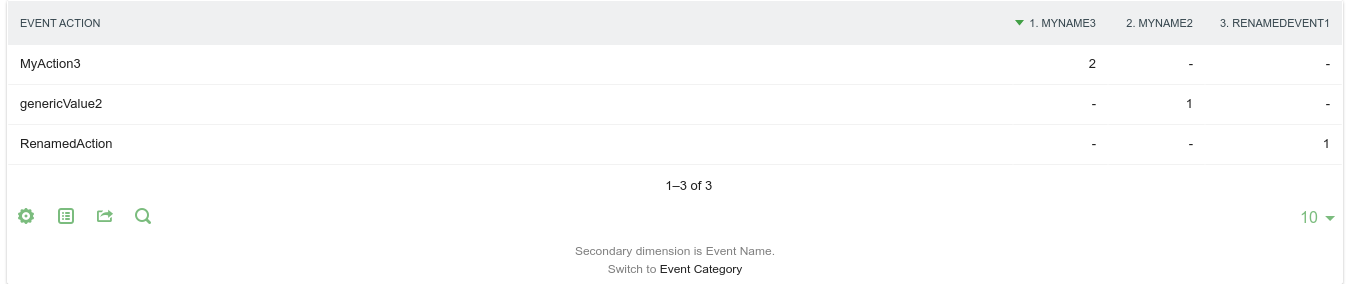 EVENT ACTION 1. MYNAME3 2. MYNAME2 3. RENAMEDEVENT1
MyAction3 2 - -
genericValue2 - 1 -
RenamedAction - - 1
1–3 of 3
10
Secondary dimension is Event Name.
Switch to Event Category